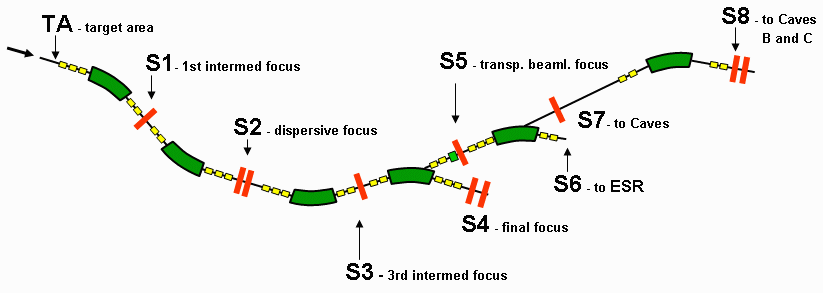 TA - target area
S1 - 1st intermed focus
S2 - dispersive focus
S3 - 3rd intermed focus
S4 - final focus
S5 - transp. beaml. focus
S6 - to ESR
S7 - to Caves
S8 - to Caves
B and C